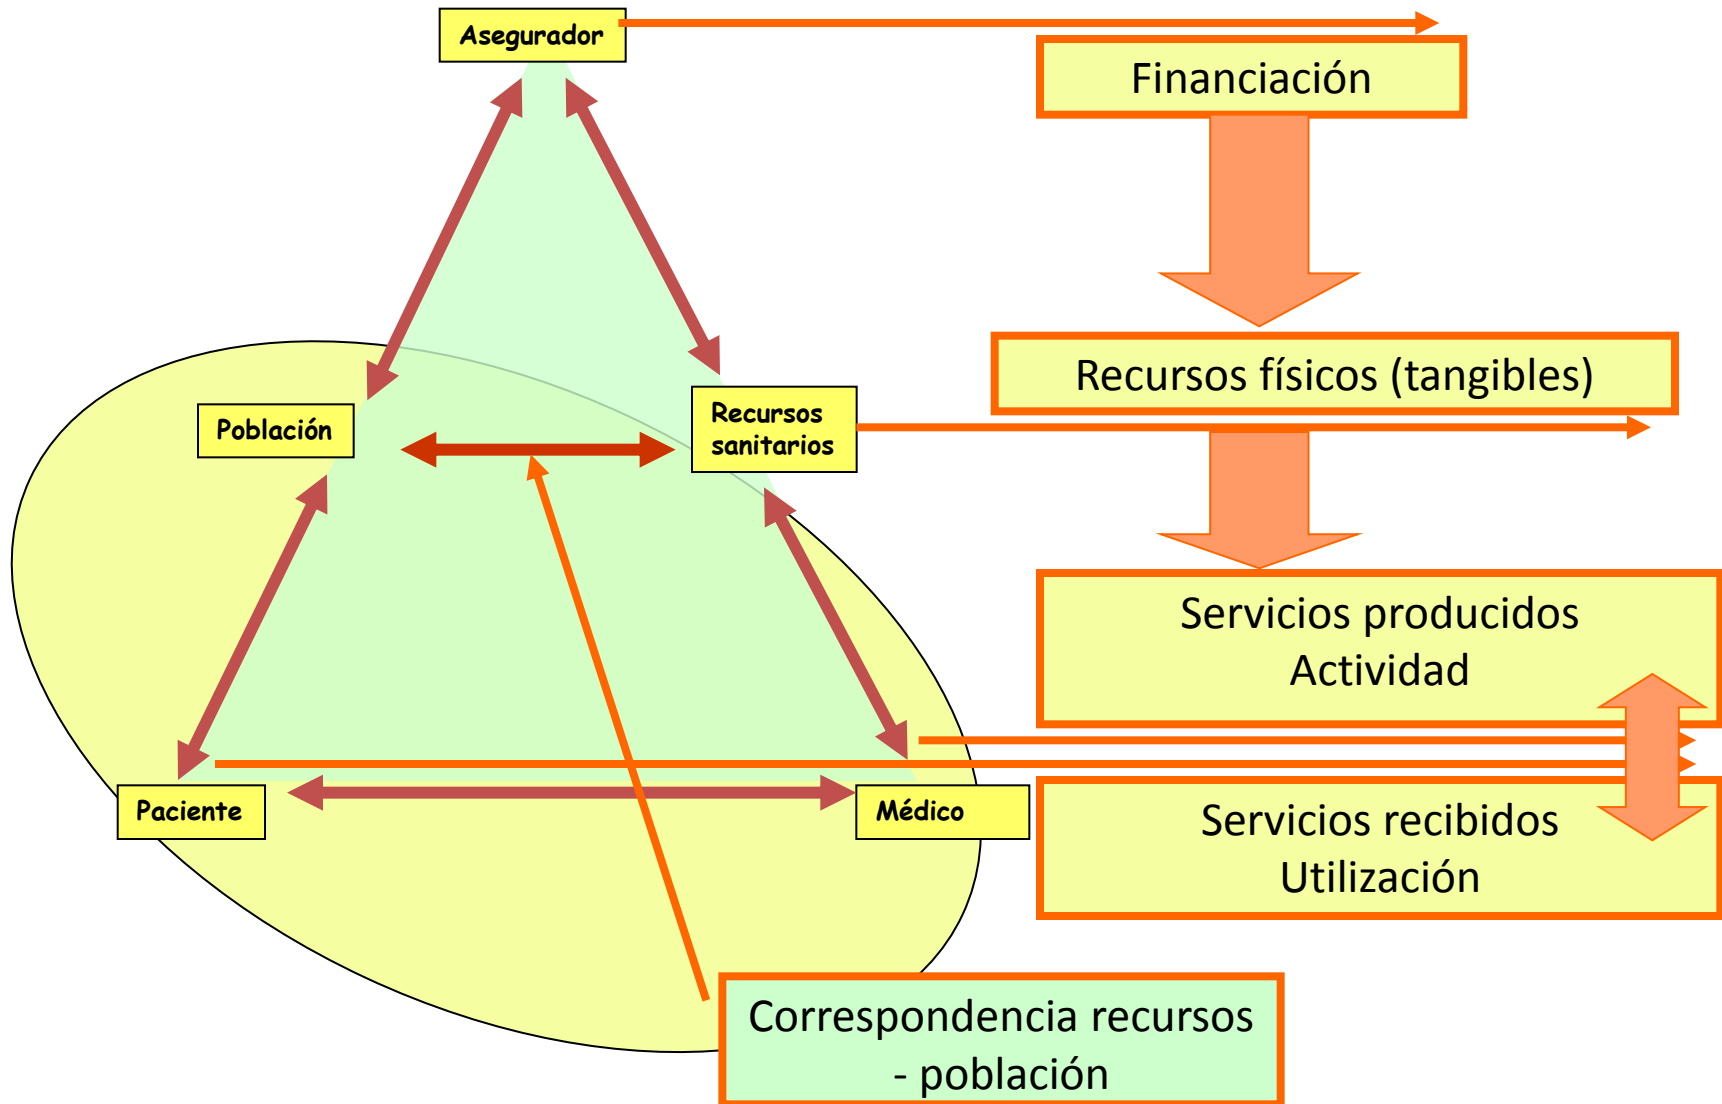 Asegurador
Financiación
Recursos físicos (tangibles)
Población
Recursos
sanitarios
Servicios producidos
Actividad
Paciente
Médico
Servicios recibidos
Utilización
Correspondencia recursos
- población